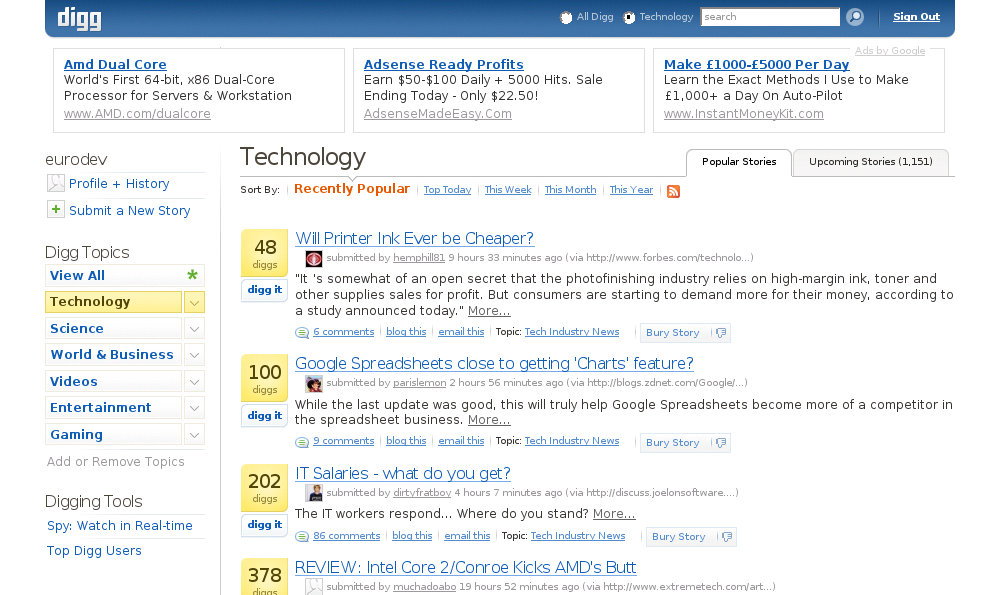 digg
All Digg Technology search Sign Out
Ads by Google
Amd Dual Core
World's First 64-bit, x86 Dual-Core
Processor for Servers & Workstation
www.AMD.com/dualcore
Adsense Ready Profits
Earn $50-$100 Daily + 5000 Hits. Sale
Ending Today - Only $22.50!
AdsenseMadeEasy.Com
Make £1000-£5000 Per Day
Learn the Exact Methods I Use to Make
£1,000+ a Day On Auto-Pilot
www.InstantMoneyKit.com
eurodev
Profile + History
Submit a New Story
Digg Topics
View All *
Technology
Science
World & Business
Videos
Entertainment
Gaming
Add or Remove Topics
Digging Tools
Spy: Watch in Real-time
Top Digg Users
Technology
Popular Stories
Upcoming Stories (1,151)
Sort By: Recently Popular Top Today This Week This Month This Year
48
diggs
digg it
Will Printer Ink Ever be Cheaper?
submitted by hemphill81 9 hours 33 minutes ago (via http://www.forbes.com/technolo...)
"It 's somewhat of an open secret that the photofinishing industry relies on high-margin ink, toner and
other supplies sales for profit. But consumers are starting to demand more for their money, according to
a study announced today." More...
6 comments blog this email this Topic: Tech Industry News Bury Story
100
diggs
digg it
Google Spreadsheets close to getting 'Charts' feature?
submitted by parislemon 2 hours 56 minutes ago (via http://blogs.zdnet.com/Google/...)
While the last update was good, this will truly help Google Spreadsheets become more of a competitor in
the spreadsheet business. More...
9 comments blog this email this Topic: Tech Industry News Bury Story
202
diggs
digg it
IT Salaries - what do you get?
submitted by dirtyfratboy 4 hours 7 minutes ago (via http://discuss.joelonsoftware....)
The IT workers respond... Where do you stand? More...
86 comments blog this email this Topic: Tech Industry News Bury Story
378
diggs
REVIEW: Intel Core 2/Conroe Kicks AMD's Butt
submitted by muchadoabo 19 hours 52 minutes ago (via http://www.extremetech.com/art...)